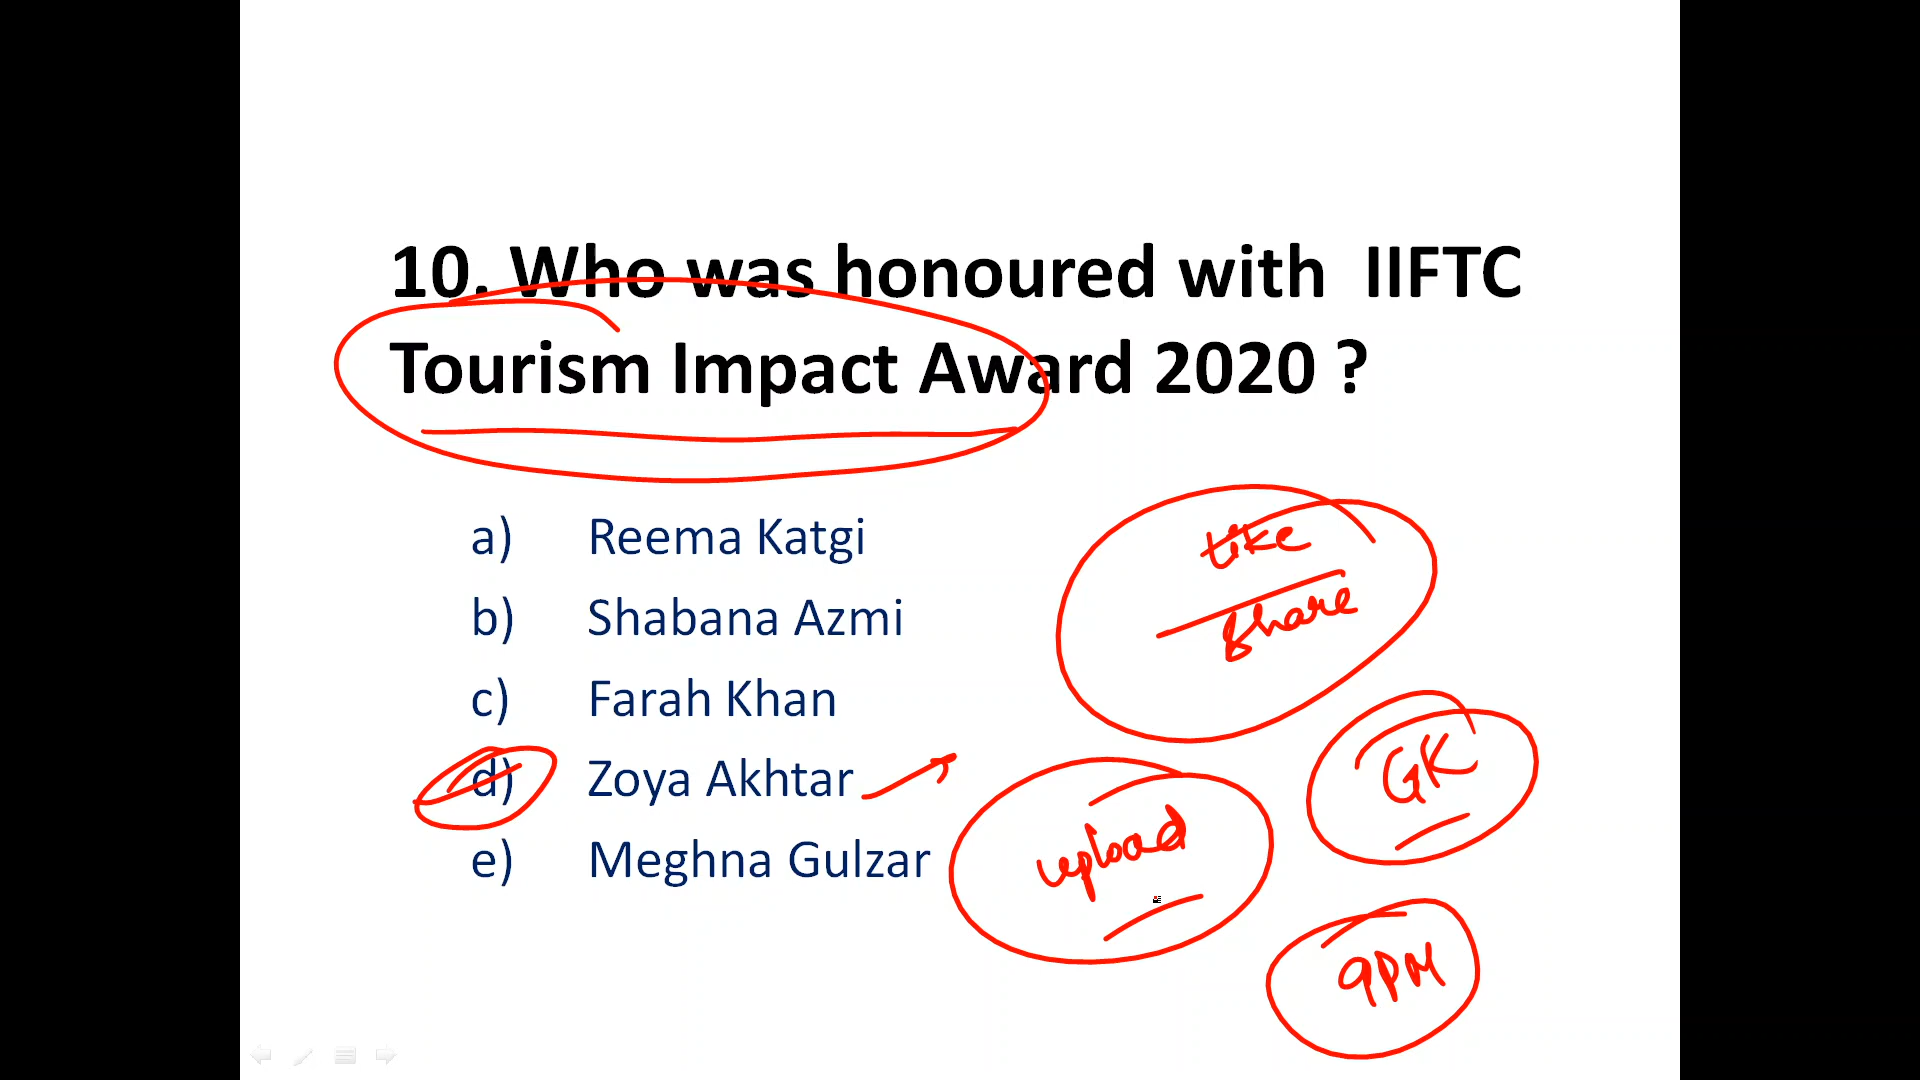 10. Who was honoured with IIFTC
Tourism Impact Award 2020 ?
a) Reema Katgi
b) Shabana Azmi
c) Farah Khan
d) Zoya Akhtar
e) Meghna Gulzar
like
share
GK
upload
9PM